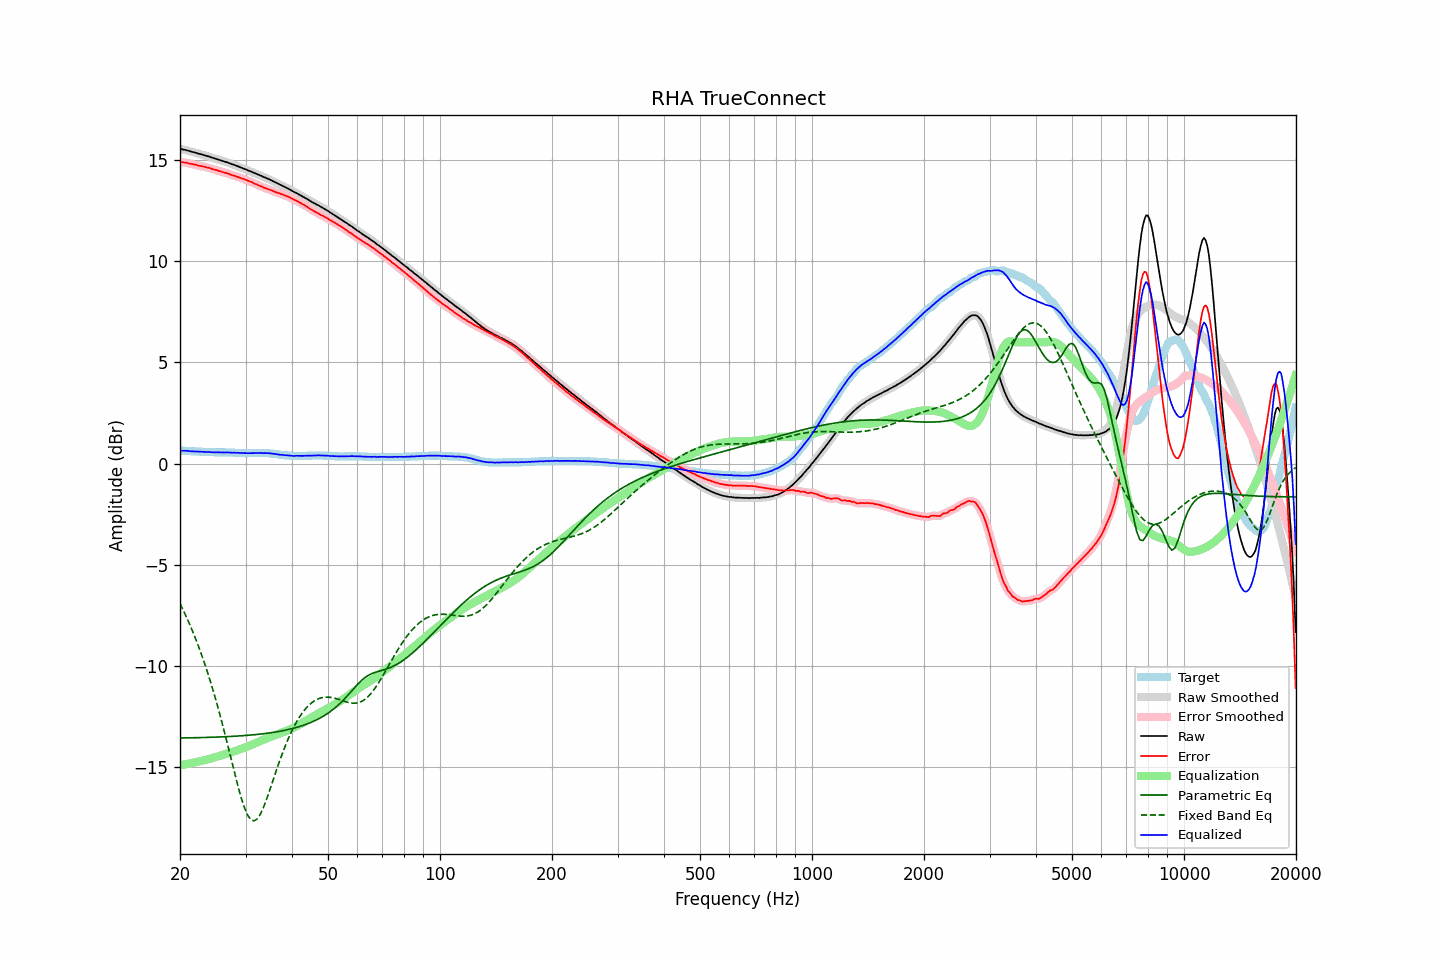 RHA TrueConnect
Amplitude (dBr)
15
10
5
0
−5
−10
−15
20
50
100
200
500
1000
2000
5000
10000
20000
Frequency (Hz)
Target
Raw Smoothed
Error Smoothed
Raw
Error
Equalization
Parametric Eq
Fixed Band Eq
Equalized